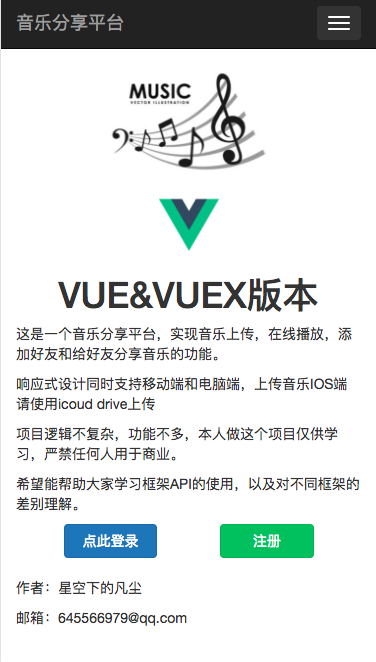 音乐分享平台
MUSIC
VECTOR ILLUSTRATION
VUE&VUEX版本
这是一个音乐分享平台，实现音乐上传，在线播放，添
加好友和给好友分享音乐的功能。
响应式设计同时支持移动端和电脑端，上传音乐IOS端
请使用icoud drive上传
项目逻辑不复杂，功能不多，本人做这个项目仅供学
习，严禁任何人用于商业。
希望能帮助大家学习框架API的使用，以及对不同框架的
差别理解。
点此登录
注册
作者：星空下的凡尘
邮箱：645566979@qq.com